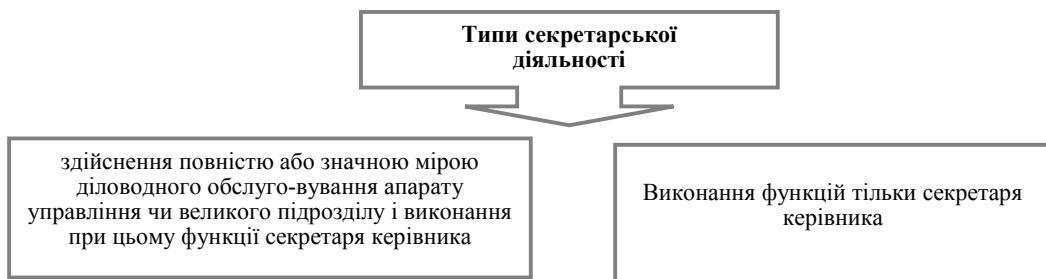 Типи секретарської
діяльності
здійснення повністю або значною мірою
діловодного обслуго-вування апарату
управління чи великого підрозділу і виконання
при цьому функції секретаря керівника
Виконання функцій тільки секретаря
керівника